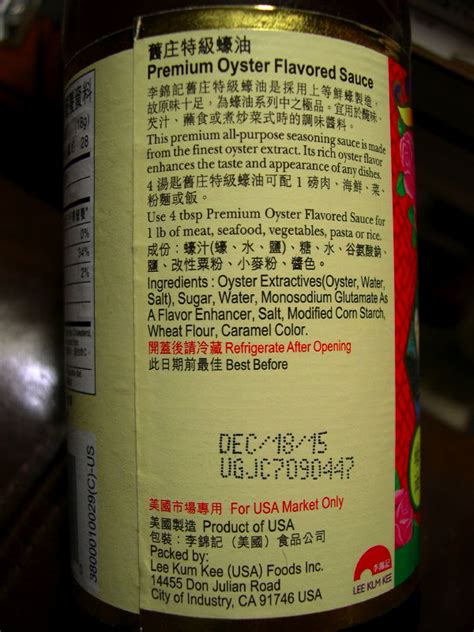 舊庄特級蠔油
Premium Oyster Flavored Sauce
李錦記舊庄特級蠔油是採用上等鮮蠔製造，
故原味十足，為蠔油系列中之極品。宜用於醃味、
芡汁、蘸食或煮炒菜式時的調味醬料。
This premium all-purpose seasoning sauce is made
from the finest oyster extract. Its rich oyster flavor
enhances the taste and appearance of any dishes.
4 湯匙舊庄特級蠔油可配 1 磅肉、海鮮、菜、
粉麵或飯。
Use 4 tbsp Premium Oyster Flavored Sauce for
1 lb of meat, seafood, vegetables, pasta or rice.
成份：蠔汁(蠔、水、鹽)、糖、水、谷氨酸鈉、
鹽、改性粟粉、小麥粉、醬色。
Ingredients : Oyster Extractives(Oyster, Water,
Salt), Sugar, Water, Monosodium Glutamate As
A Flavor Enhancer, Salt, Modified Corn Starch,
Wheat Flour, Caramel Color.
開蓋後請冷藏 Refrigerate After Opening
此日期前最佳 Best Before
DEC/18/15
UGJC7090447
美國市場專用 For USA Market Only
美國製造 Product of USA
包裝：李錦記（美國）食品公司
Packed by:
Lee Kum Kee (USA) Foods Inc.
14455 Don Julian Road
City of Industry, CA 91746 USA
李錦記
LEE KUM KEE
3800010029(C)-US
資料
(18g)
28
0%
34%
2%